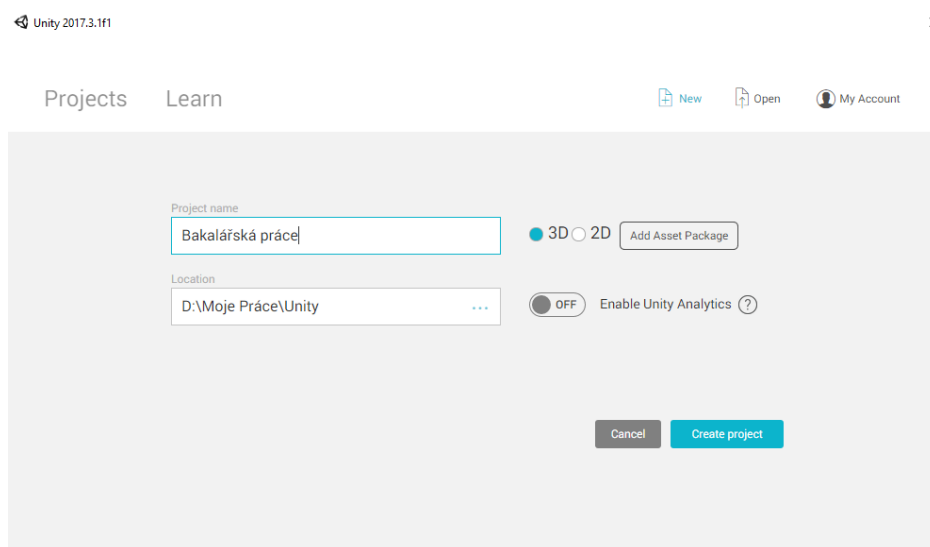 Unity 2017.3.1f1
Projects Learn New Open My Account
Project name
Bakalářská práce 3D 2D Add Asset Package
Location
D:\Moje Práce\Unity ... OFF Enable Unity Analytics ?
Cancel Create project